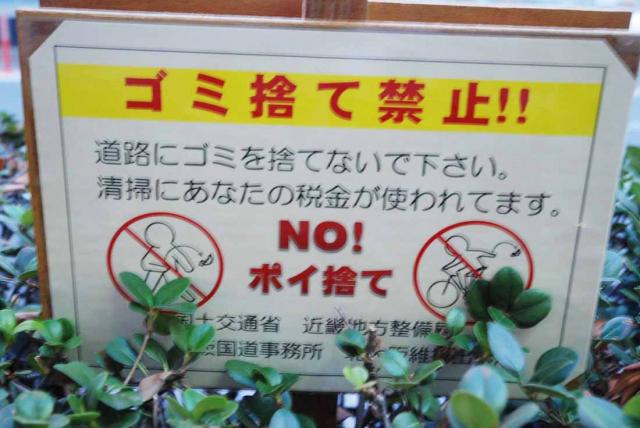 ゴミ捨て禁止!!
道路にゴミを捨てないで下さい。
清掃にあなたの税金が使われてます。
NO!
ポイ捨て
国土交通省 近畿地方整備局
国道事務所